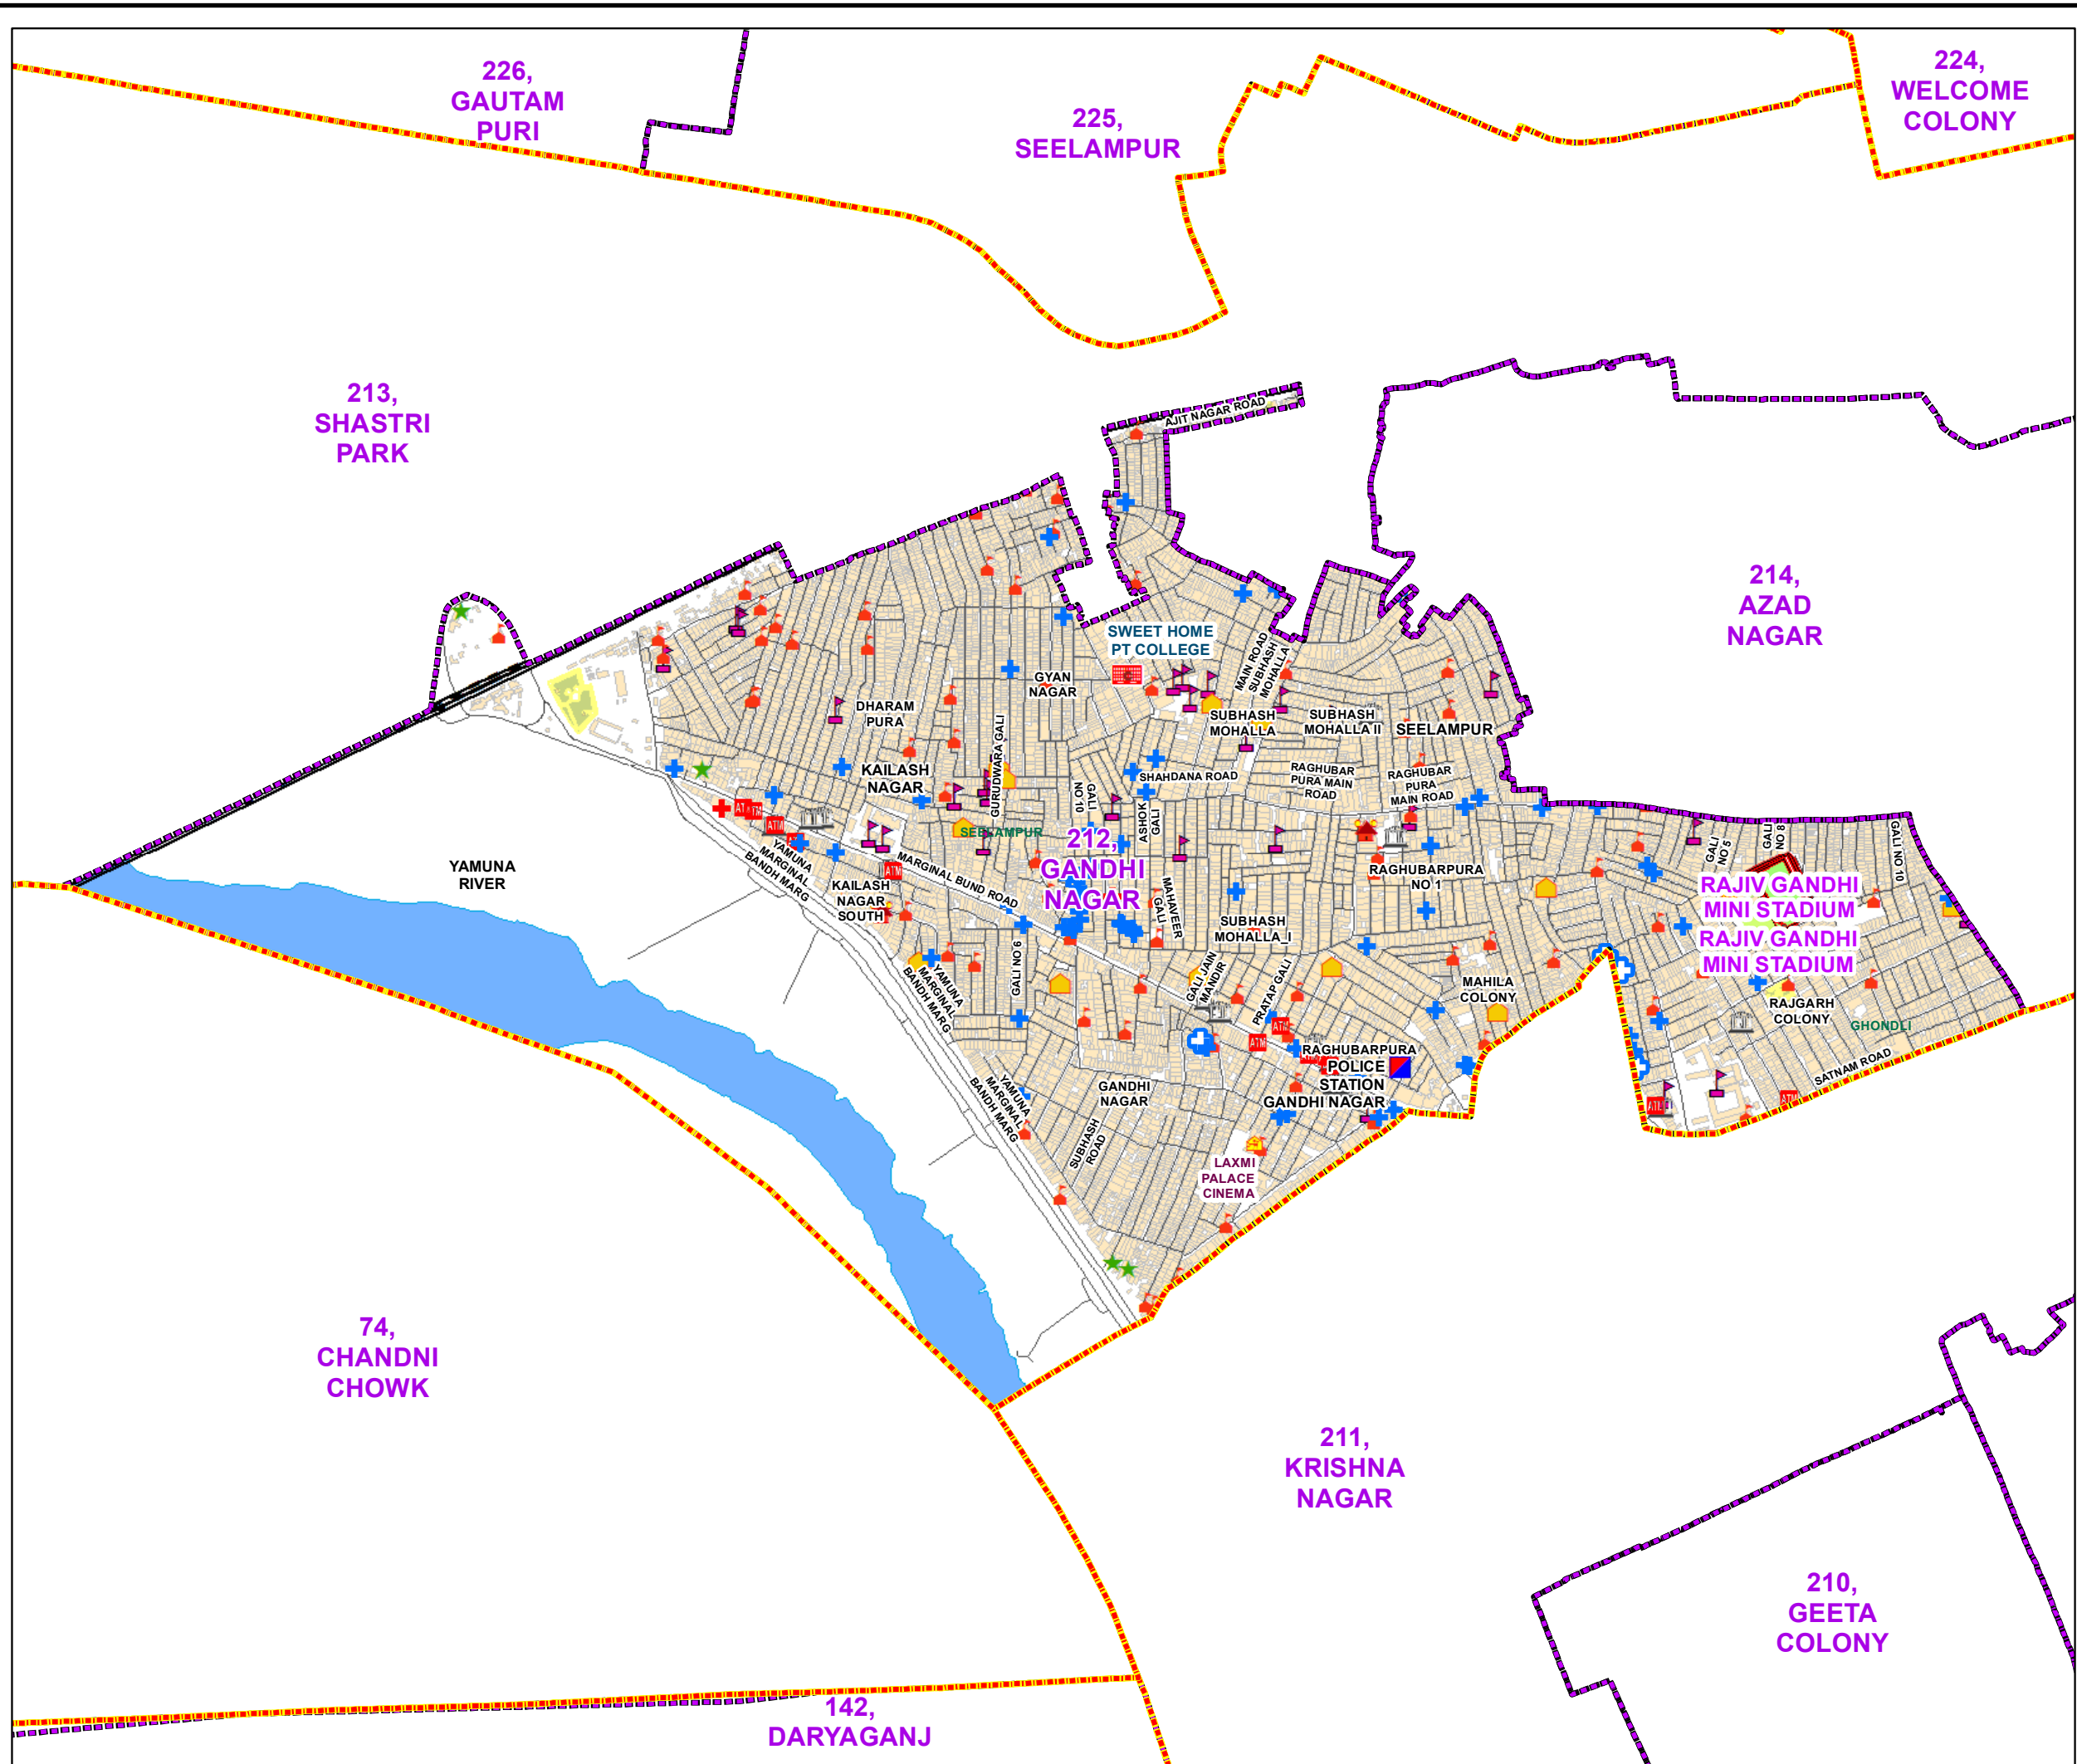 226,
GAUTAM
PURI
225,
SEELAMPUR
224,
WELCOME
COLONY
213,
SHASTRI
PARK
AJIT NAGAR ROAD
214,
AZAD
NAGAR
SWEET HOME
PT COLLEGE
GYAN
NAGAR
MAIN ROAD
SUBHASH
MOHALLA
DHARAM
PURA
SUBHASH
MOHALLA
SUBHASH
MOHALLA II
SEELAMPUR
GURUDWARA GALI
KAILASH
NAGAR
SHAHDANA ROAD
RAGHUBAR
PURA MAIN
ROAD
RAGHUBAR
PURA
MAIN ROAD
GALI
NO 10
ASHOK
GALI
SEELAMPUR
212,
GANDHI
NAGAR
GALI
NO 5
GALI
NO 8
GALI NO 10
YAMUNA
RIVER
YAMUNA
MARGINAL
BANDH MARG
MARGINAL BUND ROAD
KAILASH
NAGAR
SOUTH
MAHAVEER
GALI
RAGHUBARPURA
NO 1
RAJIV GANDHI
MINI STADIUM
RAJIV GANDHI
MINI STADIUM
SUBHASH
MOHALLA_I
GALI NO 6
YAMUNA
MARGINAL
BANDH MARG
GALI JAIN
MANDIR
PRATAP GALI
MAHILA
COLONY
RAJGARH
COLONY
GHONDLI
SATNAM ROAD
RAGHUBARPURA
POLICE
STATION
GANDHI NAGAR
YAMUNA
MARGINAL
BANDH MARG
GANDHI
NAGAR
SUBHASH
ROAD
LAXMI
PALACE
CINEMA
ATM
ATM
ATM
ATM
ATM
74,
CHANDNI
CHOWK
211,
KRISHNA
NAGAR
210,
GEETA
COLONY
142,
DARYAGANJ